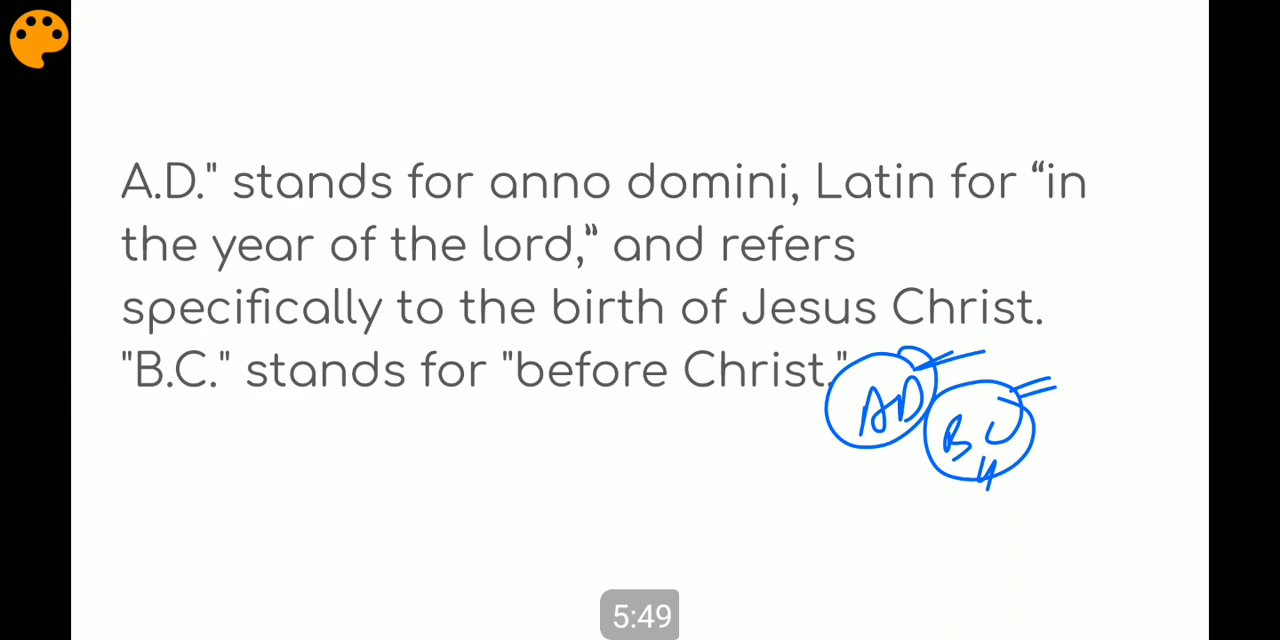 A.D." stands for anno domini, Latin for “in
the year of the lord,” and refers
specifically to the birth of Jesus Christ.
"B.C." stands for "before Christ."
AD
BC
5:49